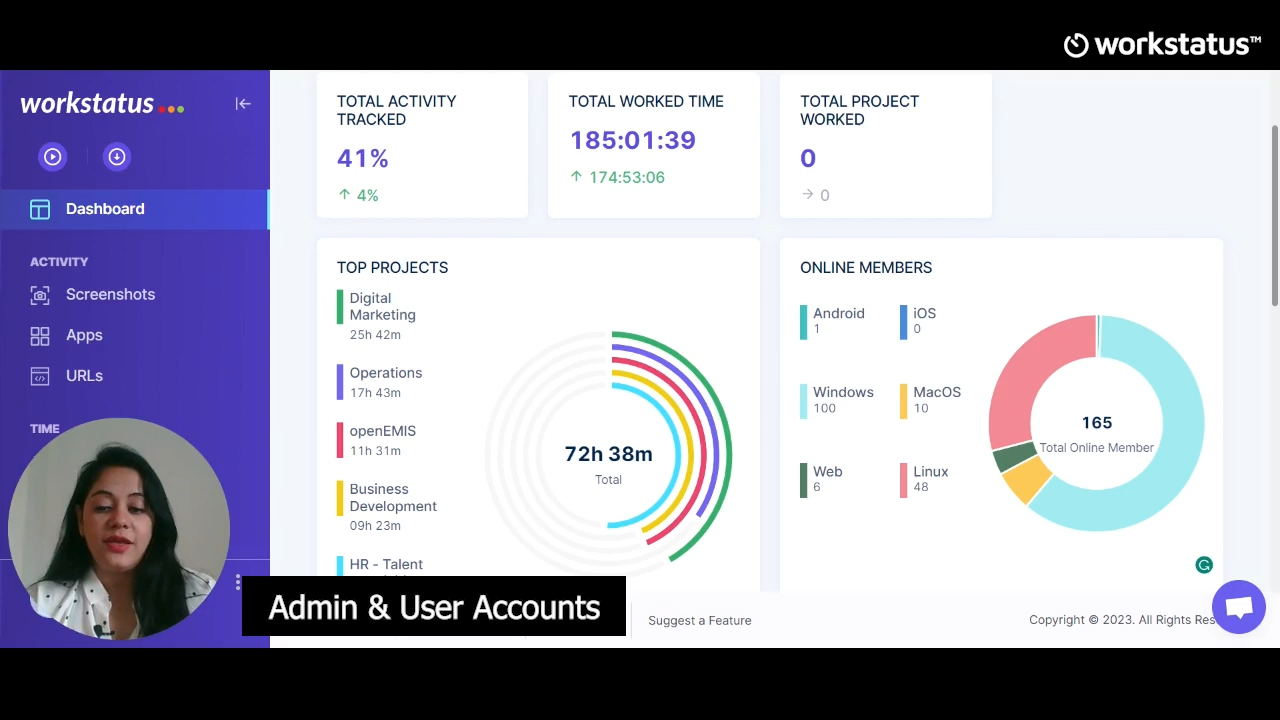 workstatus™
workstatus
Dashboard
ACTIVITY
Screenshots
Apps
URLs
TIME
TOTAL ACTIVITY
TRACKED
41%
4%
TOTAL WORKED TIME
185:01:39
174:53:06
TOTAL PROJECT
WORKED
0
0
TOP PROJECTS
Digital
Marketing
25h 42m
Operations
17h 43m
openEMIS
11h 31m
Business
Development
09h 23m
HR - Talent
72h 38m
Total
ONLINE MEMBERS
Android
1
iOS
0
Windows
100
MacOS
10
Web
6
Linux
48
165
Total Online Member
Admin & User Accounts
Suggest a Feature
Copyright © 2023. All Rights Res